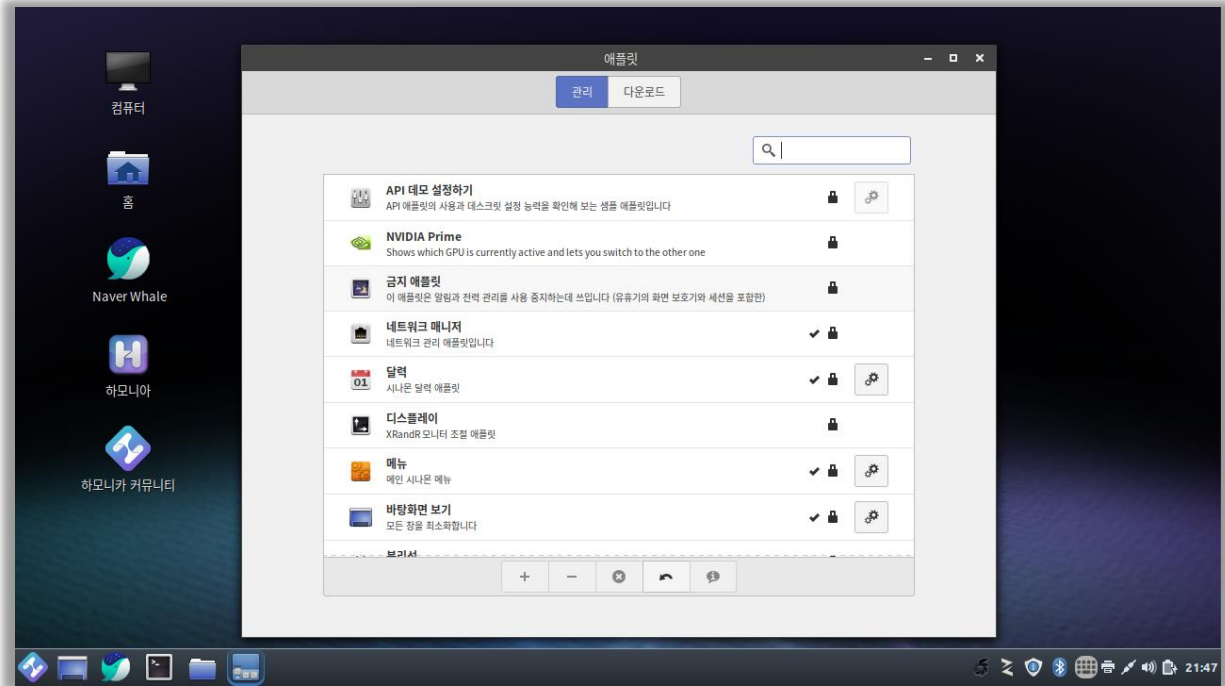 애플릿
관리 다운로드
컴퓨터
홈
Naver Whale
하모니아
하모니카 커뮤니티
API 데모 설정하기
API 애플릿의 사용과 데스크릿 설정 능력을 확인해 보는 샘플 애플릿입니다
NVIDIA Prime
Shows which GPU is currently active and lets you switch to the other one
금지 애플릿
이 애플릿은 알림과 전력 관리를 사용 중지하는데 쓰입니다 (유휴기의 화면 보호기와 세션을 포함한)
네트워크 매니저
네트워크 관리 애플릿입니다
01
달력
시나몬 달력 애플릿
디스플레이
XRandR 모니터 조절 애플릿
메뉴
메인 시나몬 메뉴
바탕화면 보기
모든 창을 최소화합니다
21:47